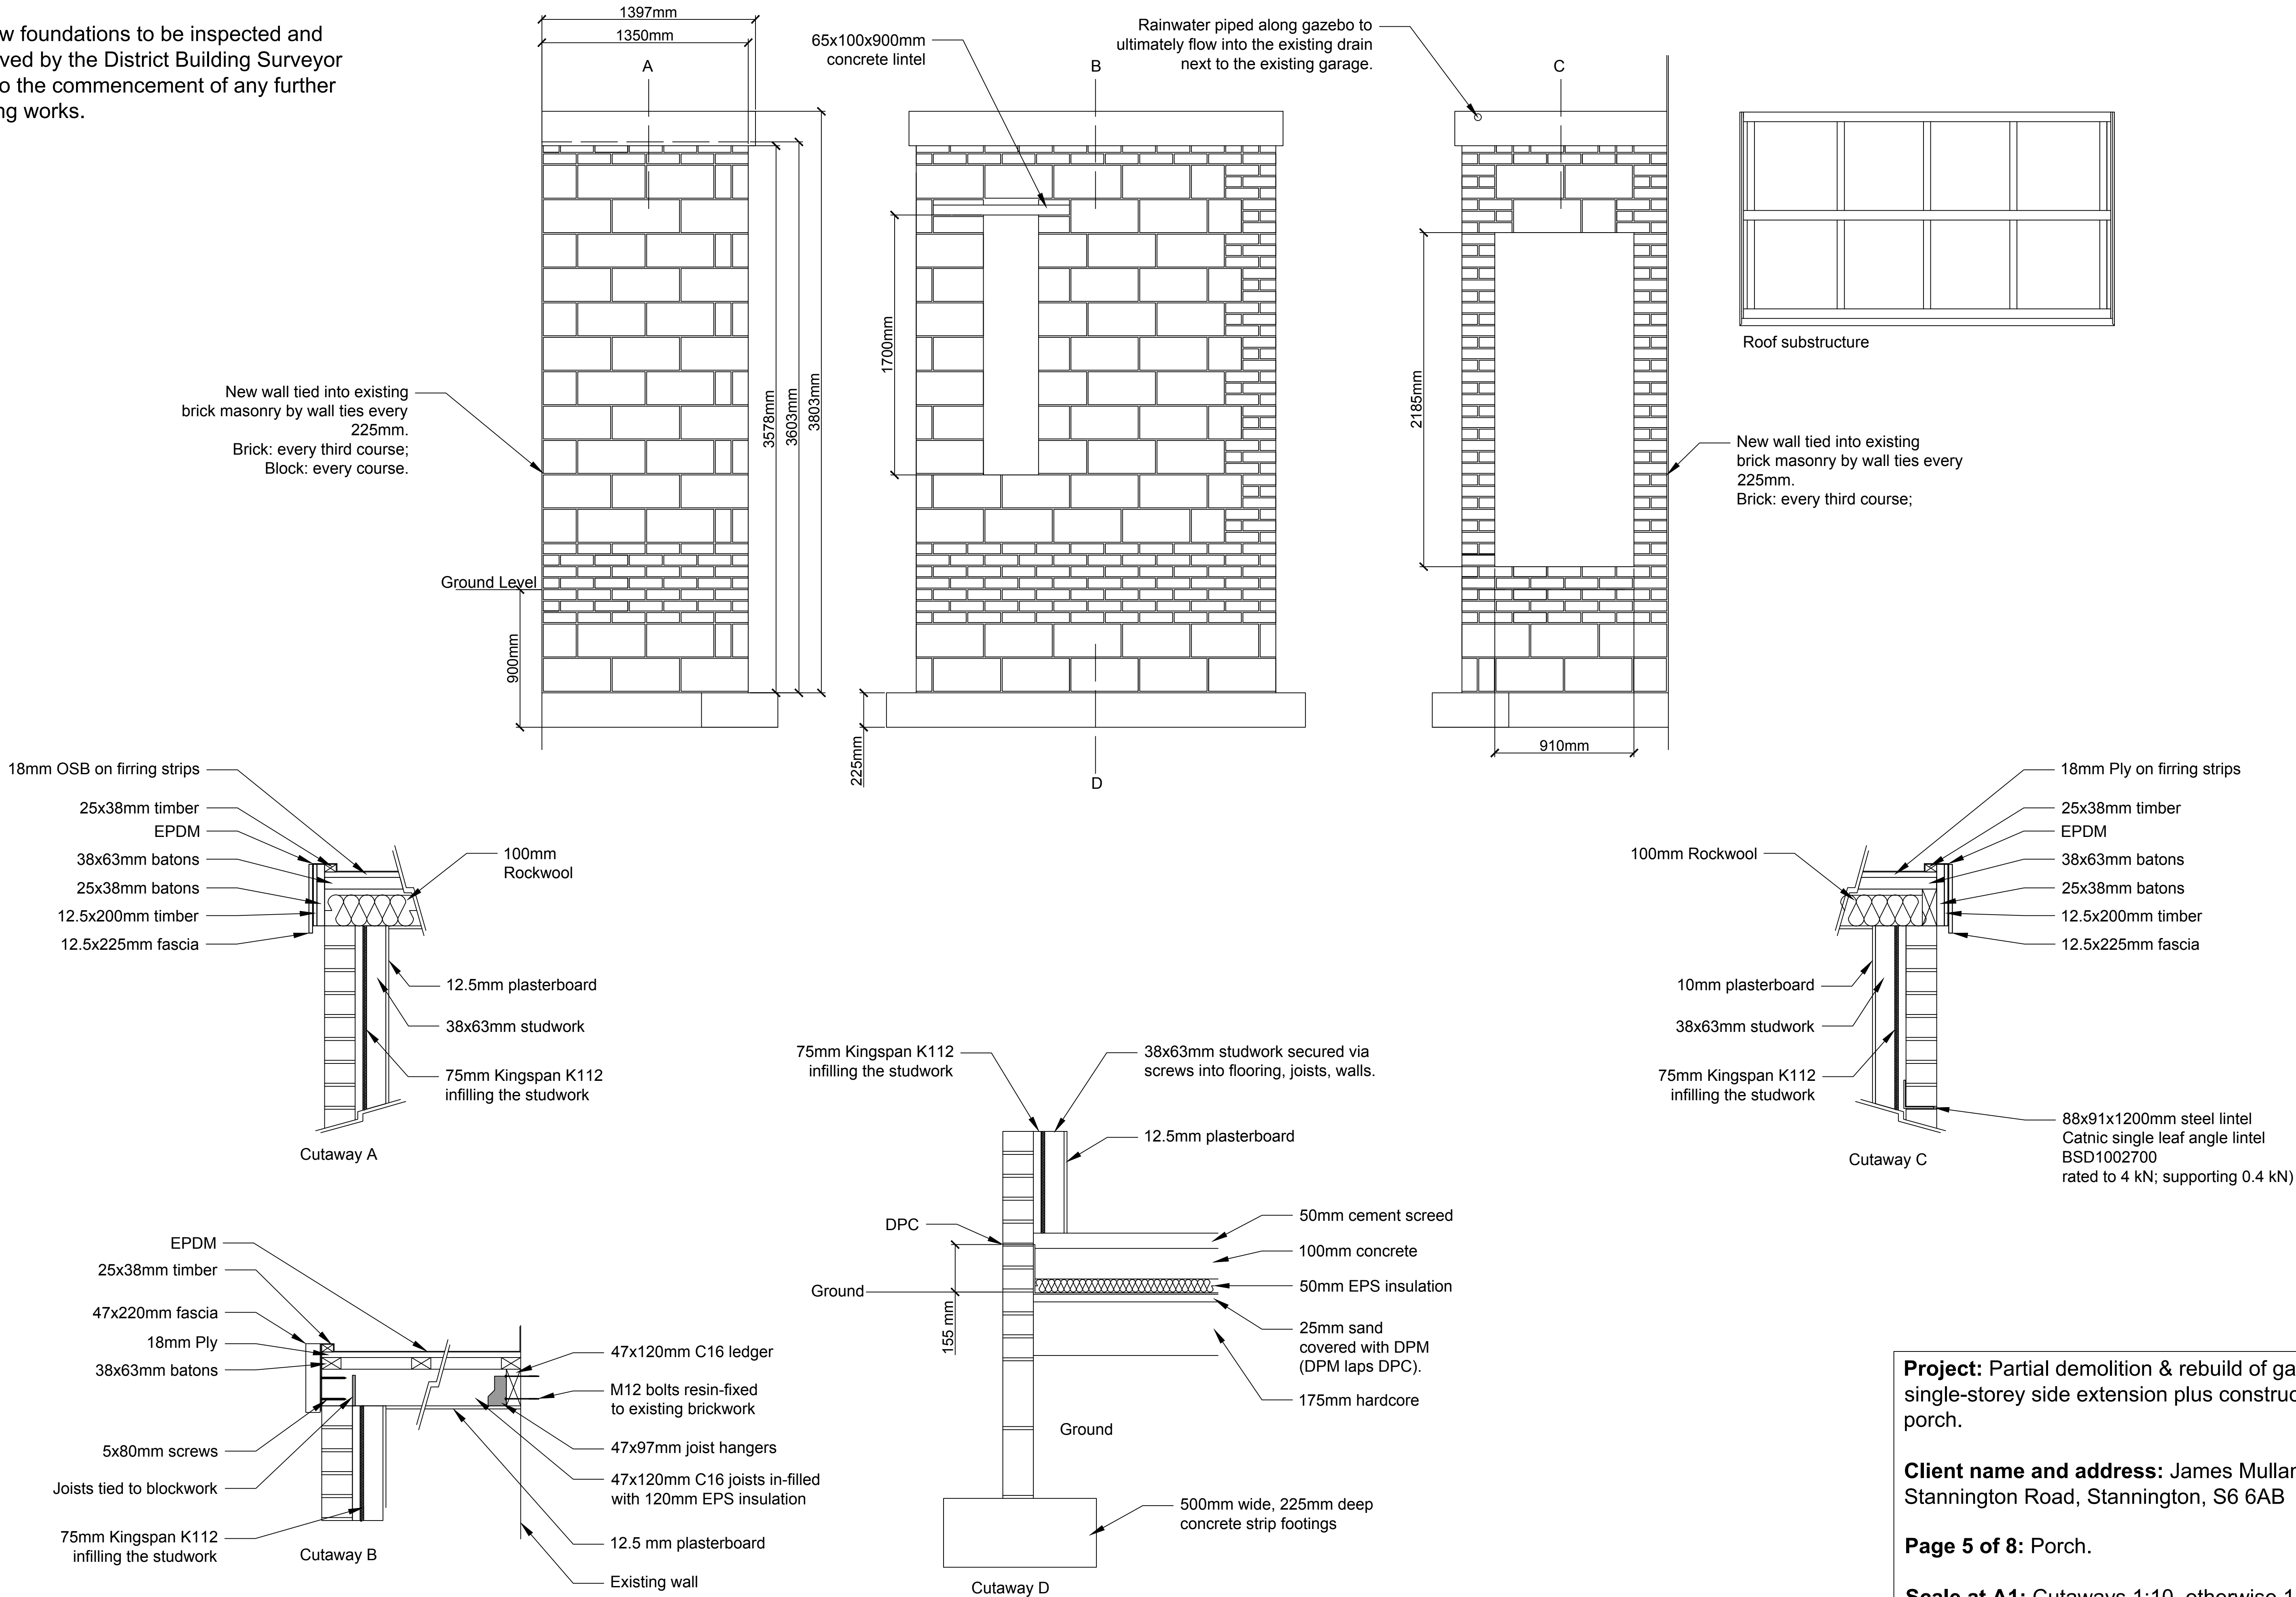 w foundations to be inspected and
ved by the District Building Surveyor
o the commencement of any further
ng works.
1397mm
1350mm
A
65x100x900mm
concrete lintel
B
Rainwater piped along gazebo to
ultimately flow into the existing drain
next to the existing garage.
C
Roof substructure
1700mm
2185mm
3578mm
3603mm
3803mm
New wall tied into existing
brick masonry by wall ties every
225mm.
Brick: every third course;
Block: every course.
New wall tied into existing
brick masonry by wall ties every
225mm.
Brick: every third course;
Ground Level
900mm
225mm
D
910mm
18mm OSB on firring strips
25x38mm timber
EPDM
38x63mm batons
25x38mm batons
12.5x200mm timber
12.5x225mm fascia
100mm
Rockwool
12.5mm plasterboard
38x63mm studwork
75mm Kingspan K112
infilling the studwork
Cutaway A
18mm Ply on firring strips
25x38mm timber
EPDM
38x63mm batons
25x38mm batons
12.5x200mm timber
12.5x225mm fascia
100mm Rockwool
10mm plasterboard
38x63mm studwork
75mm Kingspan K112
infilling the studwork
88x91x1200mm steel lintel
Catnic single leaf angle lintel
BSD1002700
rated to 4 kN; supporting 0.4 kN)
Cutaway C
75mm Kingspan K112
infilling the studwork
38x63mm studwork secured via
screws into flooring, joists, walls.
12.5mm plasterboard
DPC
Ground
155 mm
50mm cement screed
100mm concrete
50mm EPS insulation
25mm sand
covered with DPM
(DPM laps DPC).
175mm hardcore
Ground
500mm wide, 225mm deep
concrete strip footings
Cutaway D
EPDM
25x38mm timber
47x220mm fascia
18mm Ply
38x63mm batons
5x80mm screws
Joists tied to blockwork
75mm Kingspan K112
infilling the studwork
Cutaway B
47x120mm C16 ledger
M12 bolts resin-fixed
to existing brickwork
47x97mm joist hangers
47x120mm C16 joists in-filled
with 120mm EPS insulation
12.5 mm plasterboard
Existing wall
Project: Partial demolition & rebuild of ga
single-storey side extension plus construc
porch.
Client name and address: James Mullar
Stannington Road, Stannington, S6 6AB
Page 5 of 8: Porch.
Scale at A1: Cutaways 1:10, otherwise 1